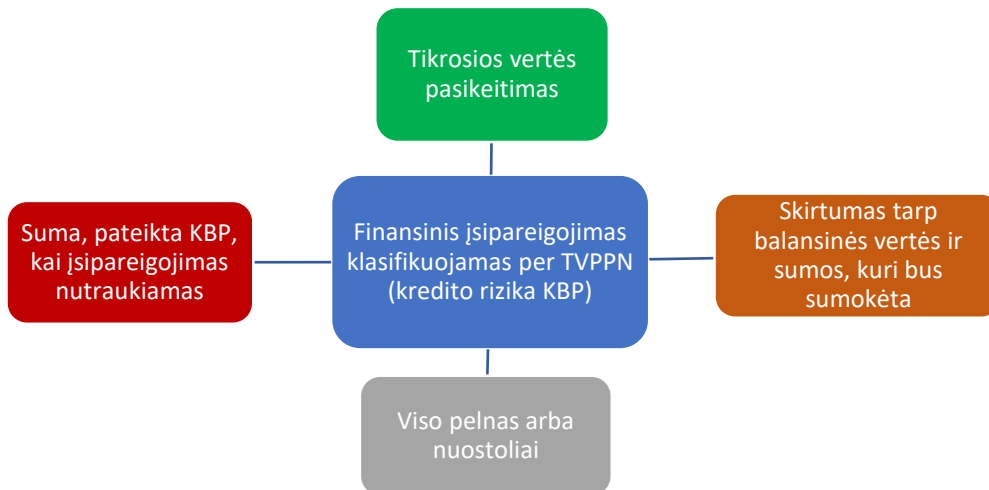 Tikrosios vertės
pasikeitimas
Suma, pateikta KBP,
kai įsipareigojimas
nutraukiamas
Finansinis įsipareigojimas
klasifikuojamas per TVPPN
(kredito rizika KBP)
Skirtumas tarp
balansinės vertės ir
sumos, kuri bus
sumokėta
Viso pelnas arba
nuostoliai